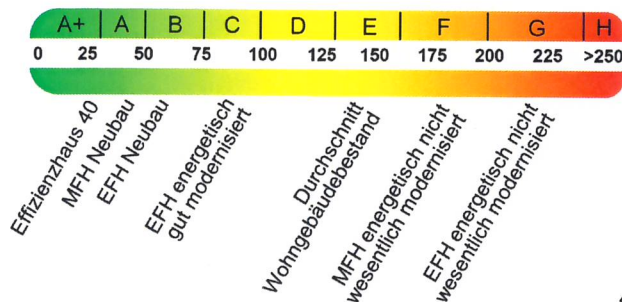 A+ A B C D E F G H
0 25 50 75 100 125 150 175 200 225 >250
Effizienzhaus 40
MFH Neubau
EFH Neubau
EFH energetisch
gut modernisiert
Durchschnitt
Wohngebäudebestand
MFH energetisch nicht
wesentlich modernisiert
EFH energetisch nicht
wesentlich modernisiert